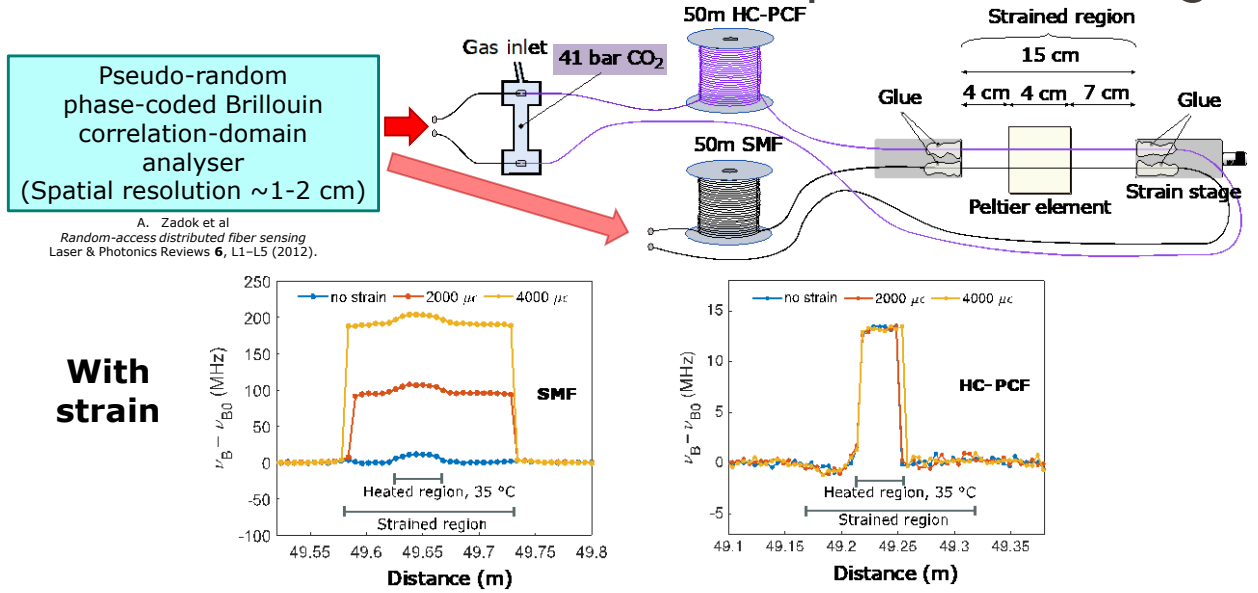 50m HC-PCF
Strained region
Gas inlet
41 bar CO₂
15 cm
4 cm 4 cm 7 cm
Glue
Glue
Pseudo-random
phase-coded Brillouin
correlation-domain
analyser
(Spatial resolution ~1-2 cm)
50m SMF
Strain stage
Peltier element
A. Zadok et al
Random-access distributed fiber sensing
Laser & Photonics Reviews 6, L1–L5 (2012).
With
strain
250
200
150
100
50
0
-50
-100
ν_B − ν_B0 (MHz)
no strain 2000 με 4000 με
SMF
Heated region, 35 °C
Strained region
49.55 49.6 49.65 49.7 49.75 49.8
Distance (m)
15
10
5
0
-5
ν_B − ν_B0 (MHz)
no strain 2000 με 4000 με
HC-PCF
Heated region, 35 °C
Strained region
49.1 49.15 49.2 49.25 49.3 49.35
Distance (m)